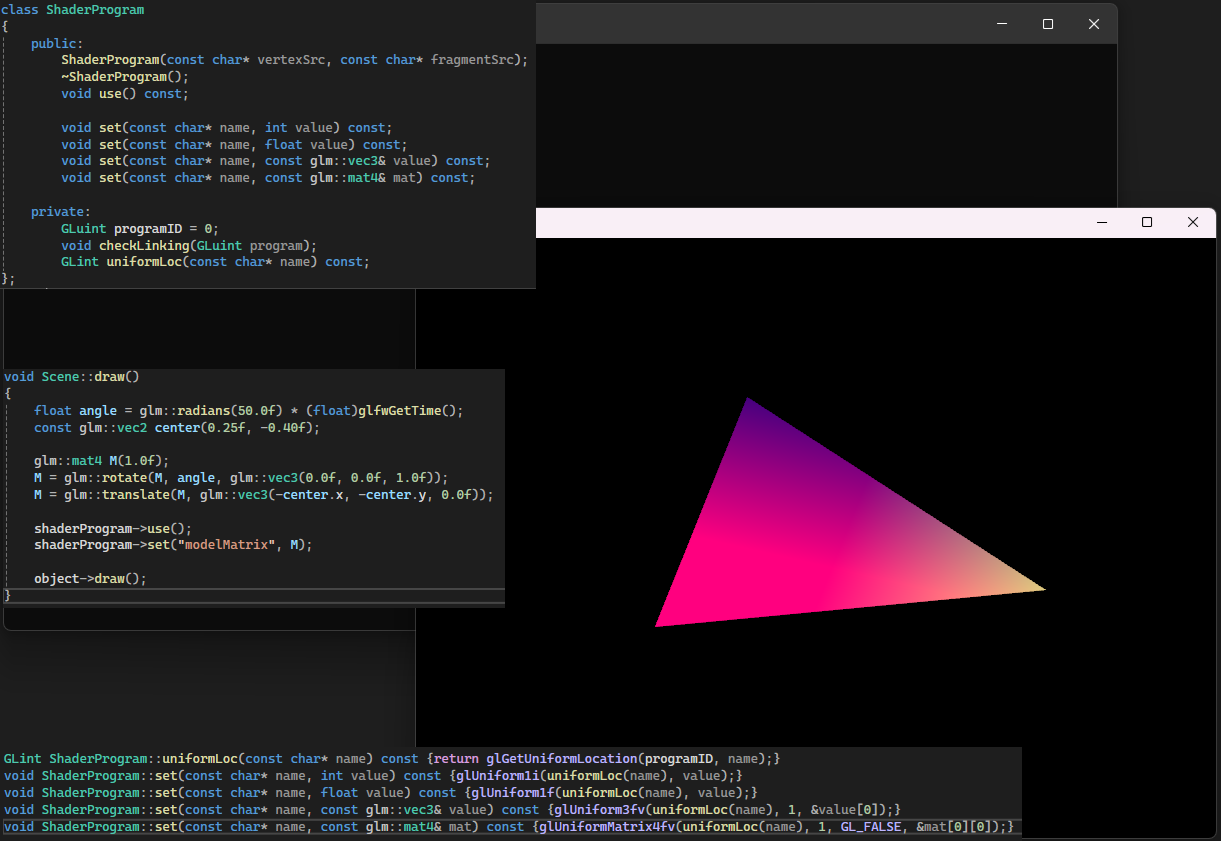 class ShaderProgram
{
    public:
        ShaderProgram(const char* vertexSrc, const char* fragmentSrc);
        ~ShaderProgram();
        void use() const;

        void set(const char* name, int value) const;
        void set(const char* name, float value) const;
        void set(const char* name, const glm::vec3& value) const;
        void set(const char* name, const glm::mat4& mat) const;

    private:
        GLuint programID = 0;
        void checkLinking(GLuint program);
        GLint uniformLoc(const char* name) const;
};
void Scene::draw()
{
    float angle = glm::radians(50.0f) * (float)glfwGetTime();
    const glm::vec2 center(0.25f, -0.40f);

    glm::mat4 M(1.0f);
    M = glm::rotate(M, angle, glm::vec3(0.0f, 0.0f, 1.0f));
    M = glm::translate(M, glm::vec3(-center.x, -center.y, 0.0f));

    shaderProgram->use();
    shaderProgram->set("modelMatrix", M);

    object->draw();
}
GLint ShaderProgram::uniformLoc(const char* name) const {return glGetUniformLocation(programID, name);}
void ShaderProgram::set(const char* name, int value) const {glUniform1i(uniformLoc(name), value);}
void ShaderProgram::set(const char* name, float value) const {glUniform1f(uniformLoc(name), value);}
void ShaderProgram::set(const char* name, const glm::vec3& value) const {glUniform3fv(uniformLoc(name), 1, &value[0]);}
void ShaderProgram::set(const char* name, const glm::mat4& mat) const {glUniformMatrix4fv(uniformLoc(name), 1, GL_FALSE, &mat[0][0]);}